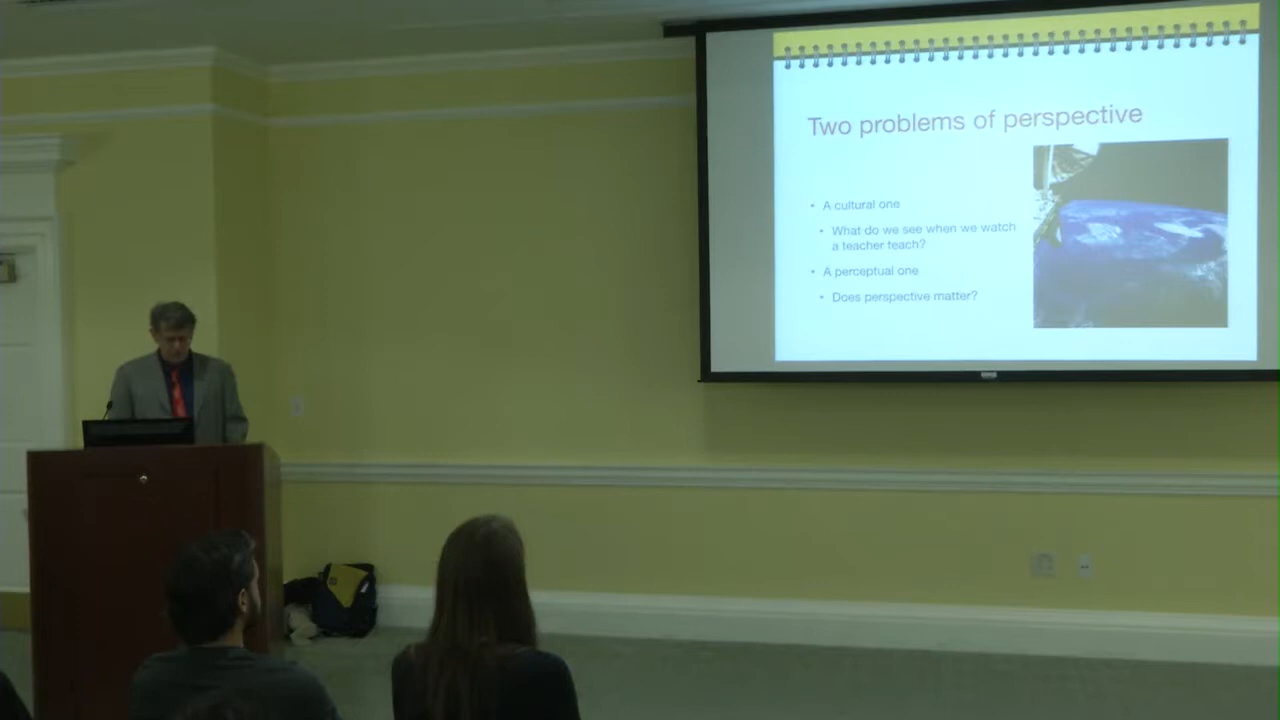 Two problems of perspective
• A cultural one
• What do we see when we watch
a teacher teach?
• A perceptual one
• Does perspective matter?